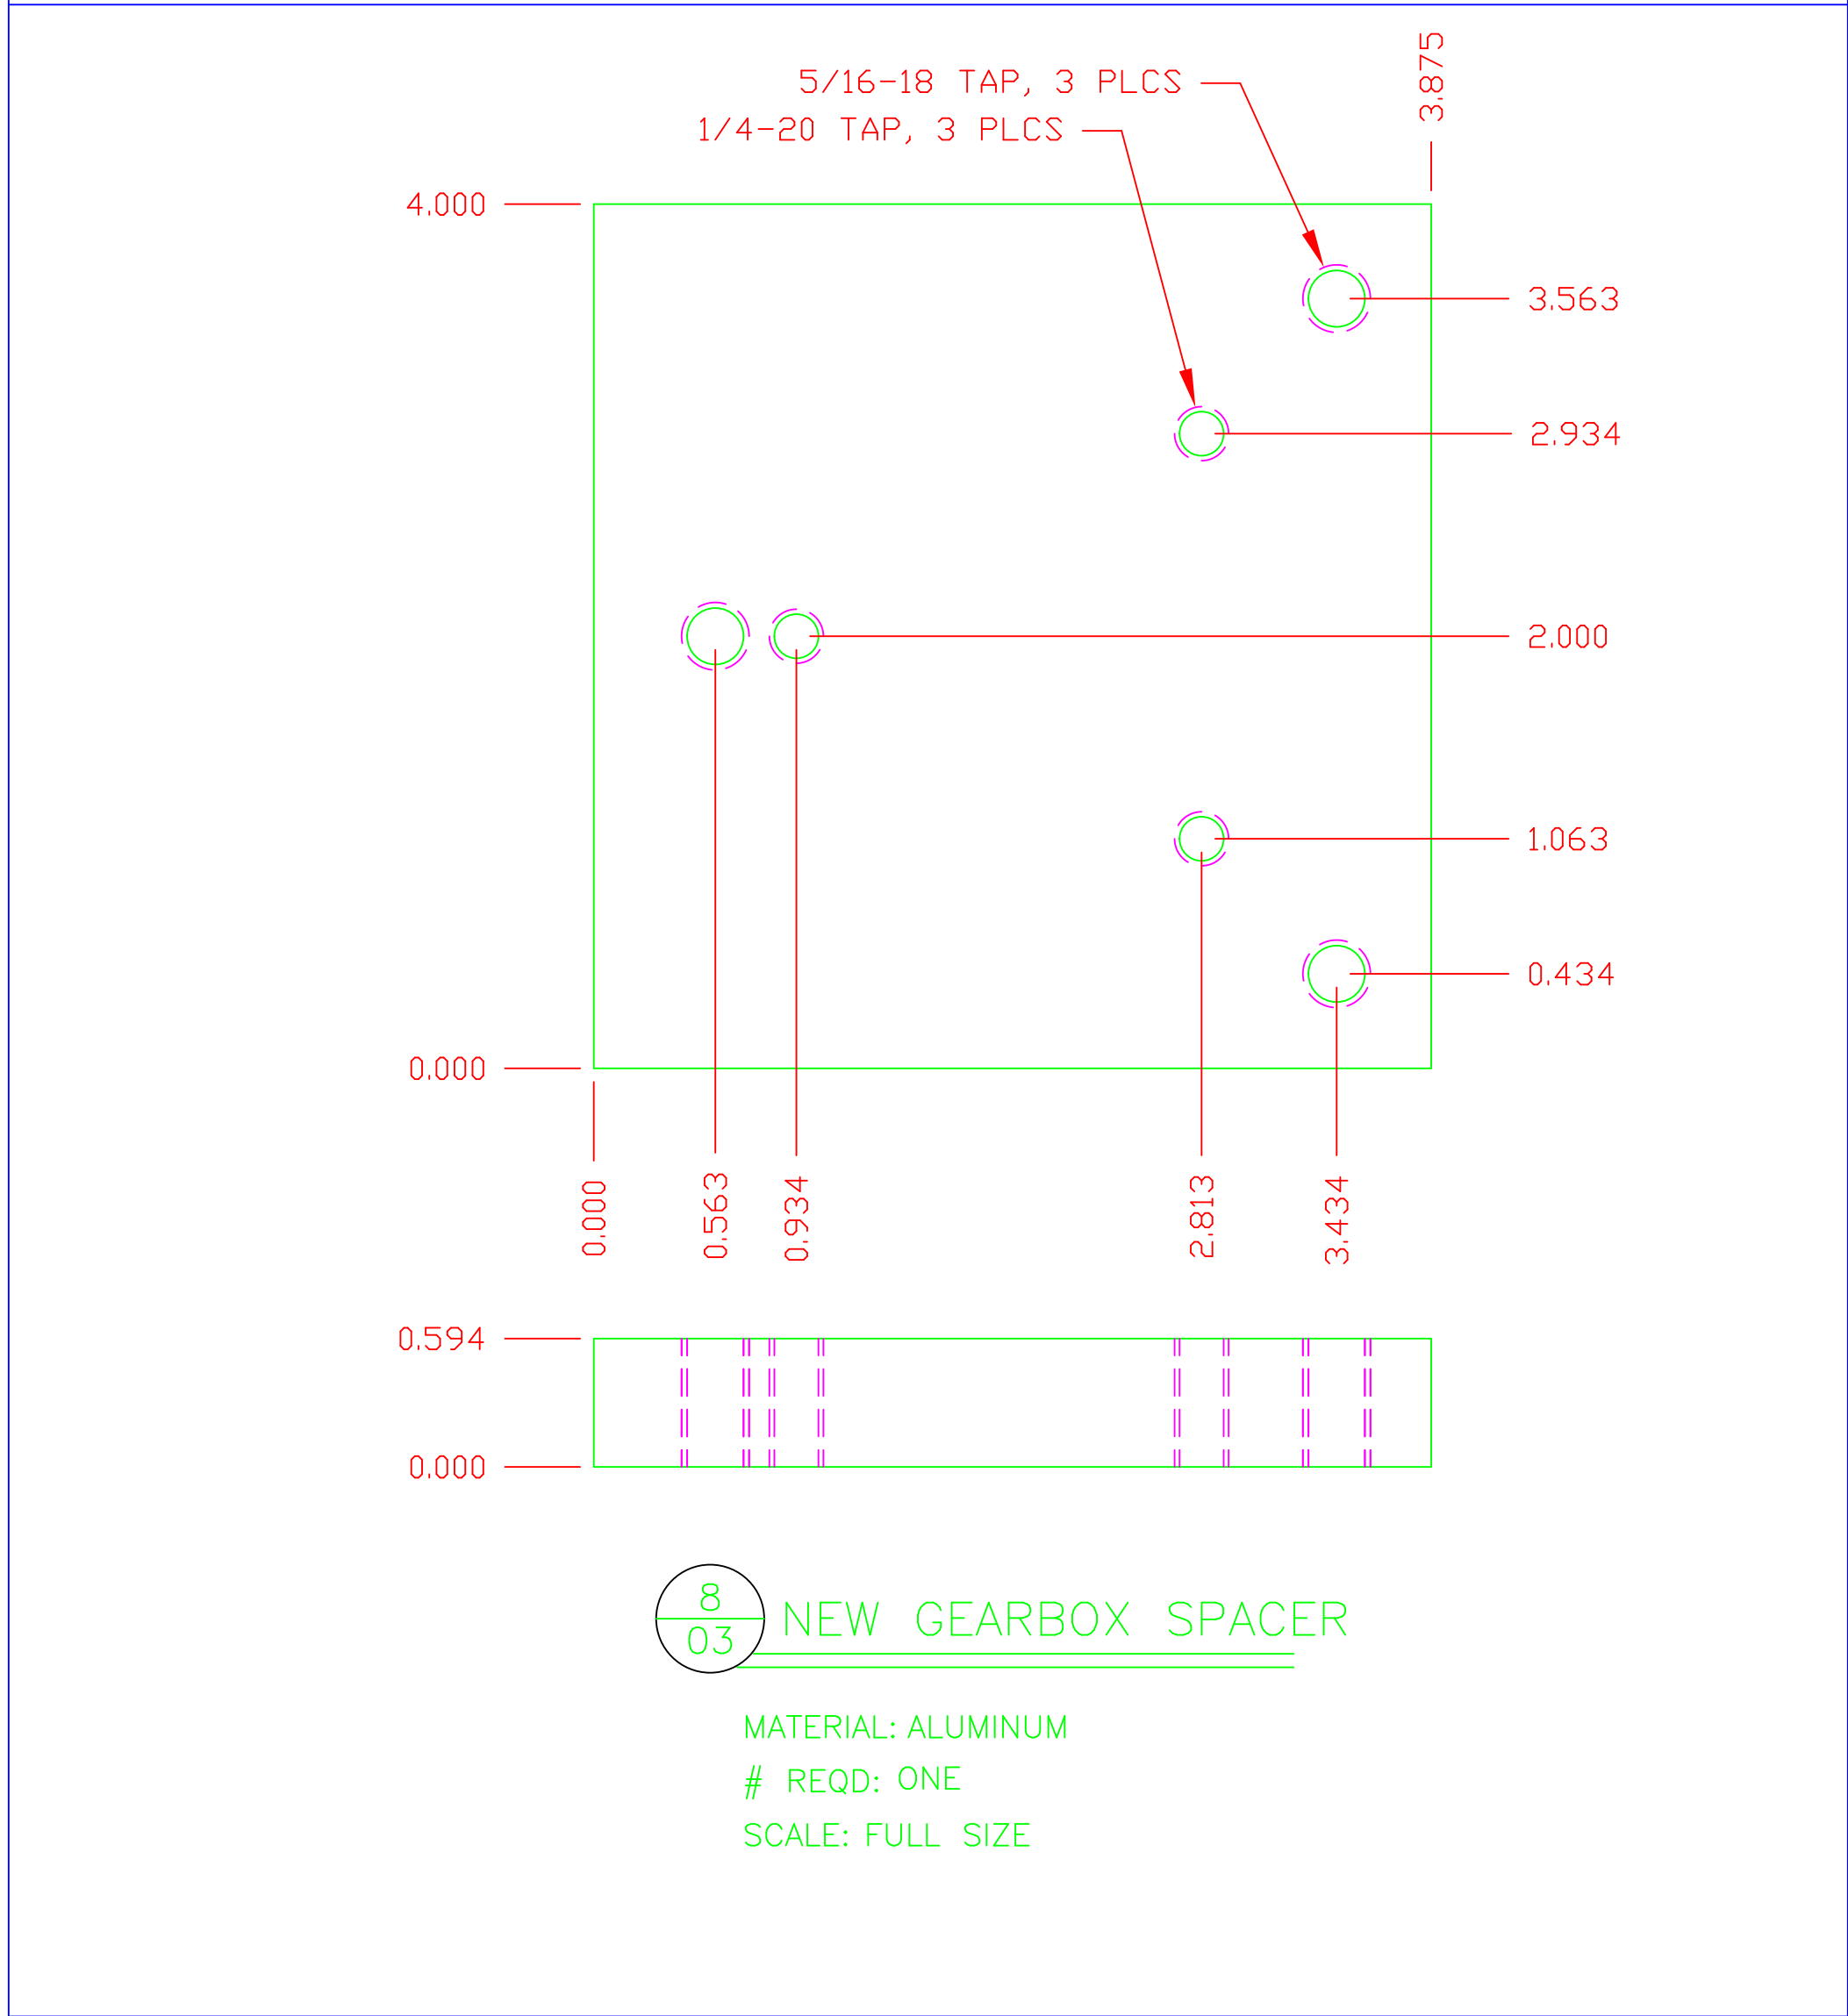 3.875
5/16-18 TAP, 3 PLCS
1/4-20 TAP, 3 PLCS
4.000
3.563
2.934
2.000
1.063
0.434
0.000
0.000
0.563
0.934
2.813
3.434
0.594
0.000
8
03
NEW GEARBOX SPACER
MATERIAL: ALUMINUM
# REQD: ONE
SCALE: FULL SIZE